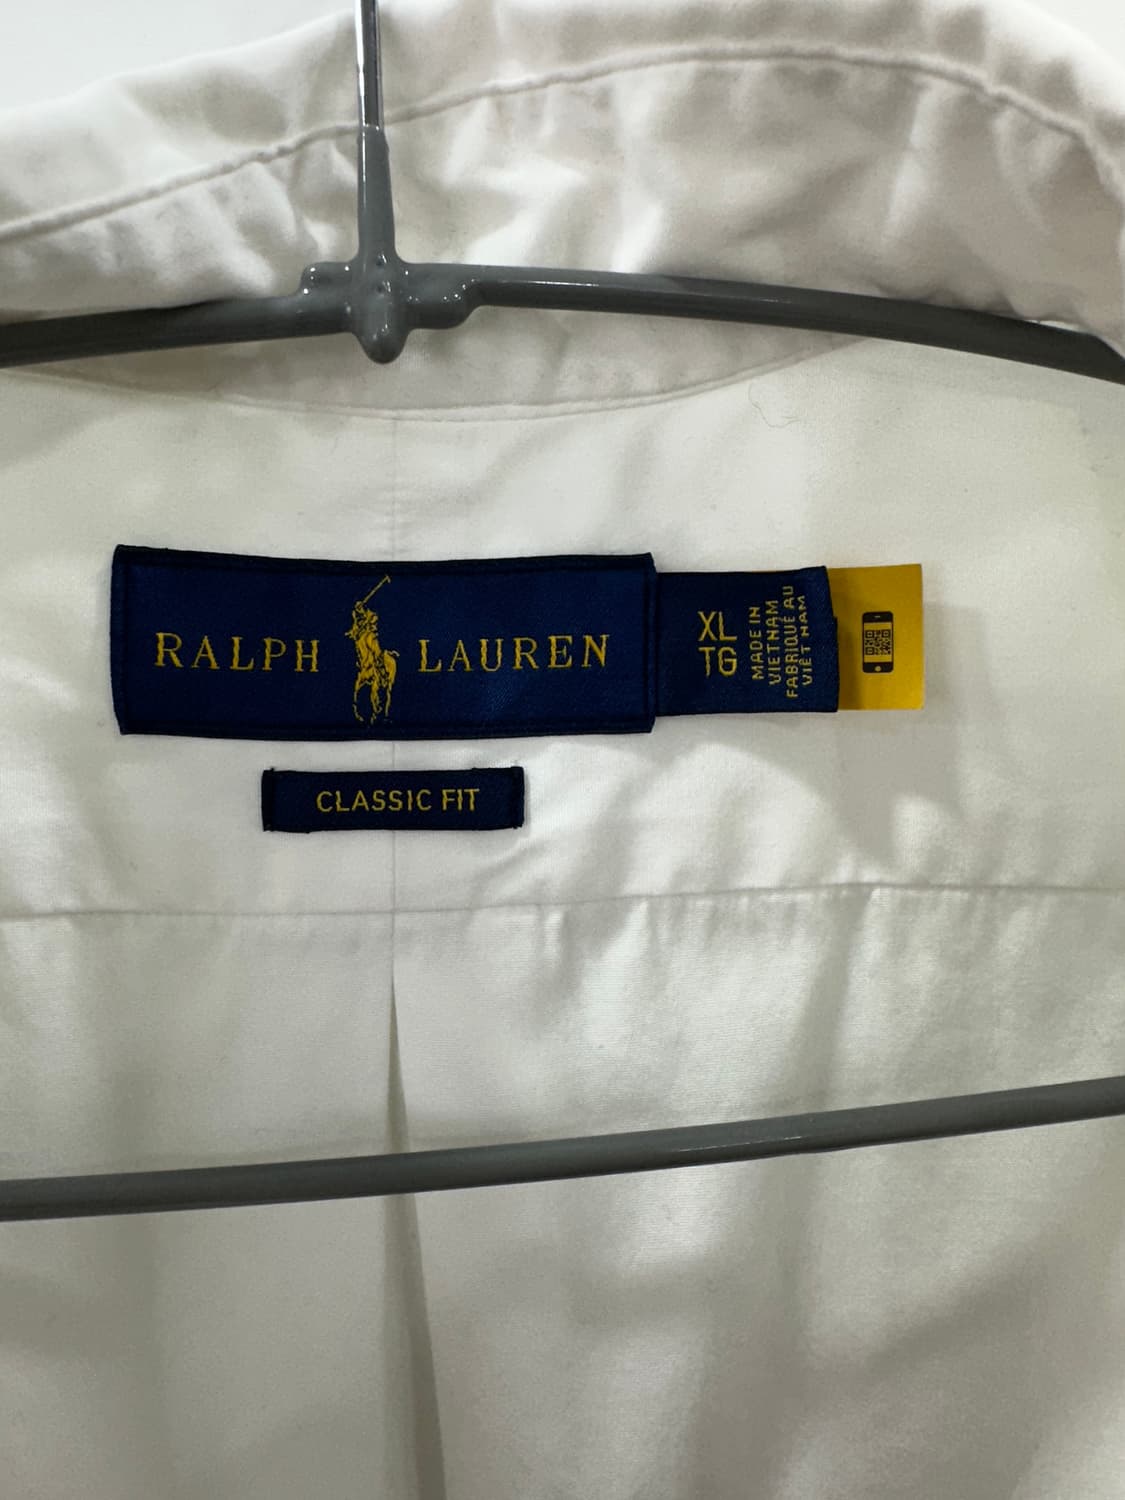 RALPH LAUREN
XL
TG
MADE IN
VIETNAM
FABRIQUÉ AU
VIÊT NAM
CLASSIC FIT